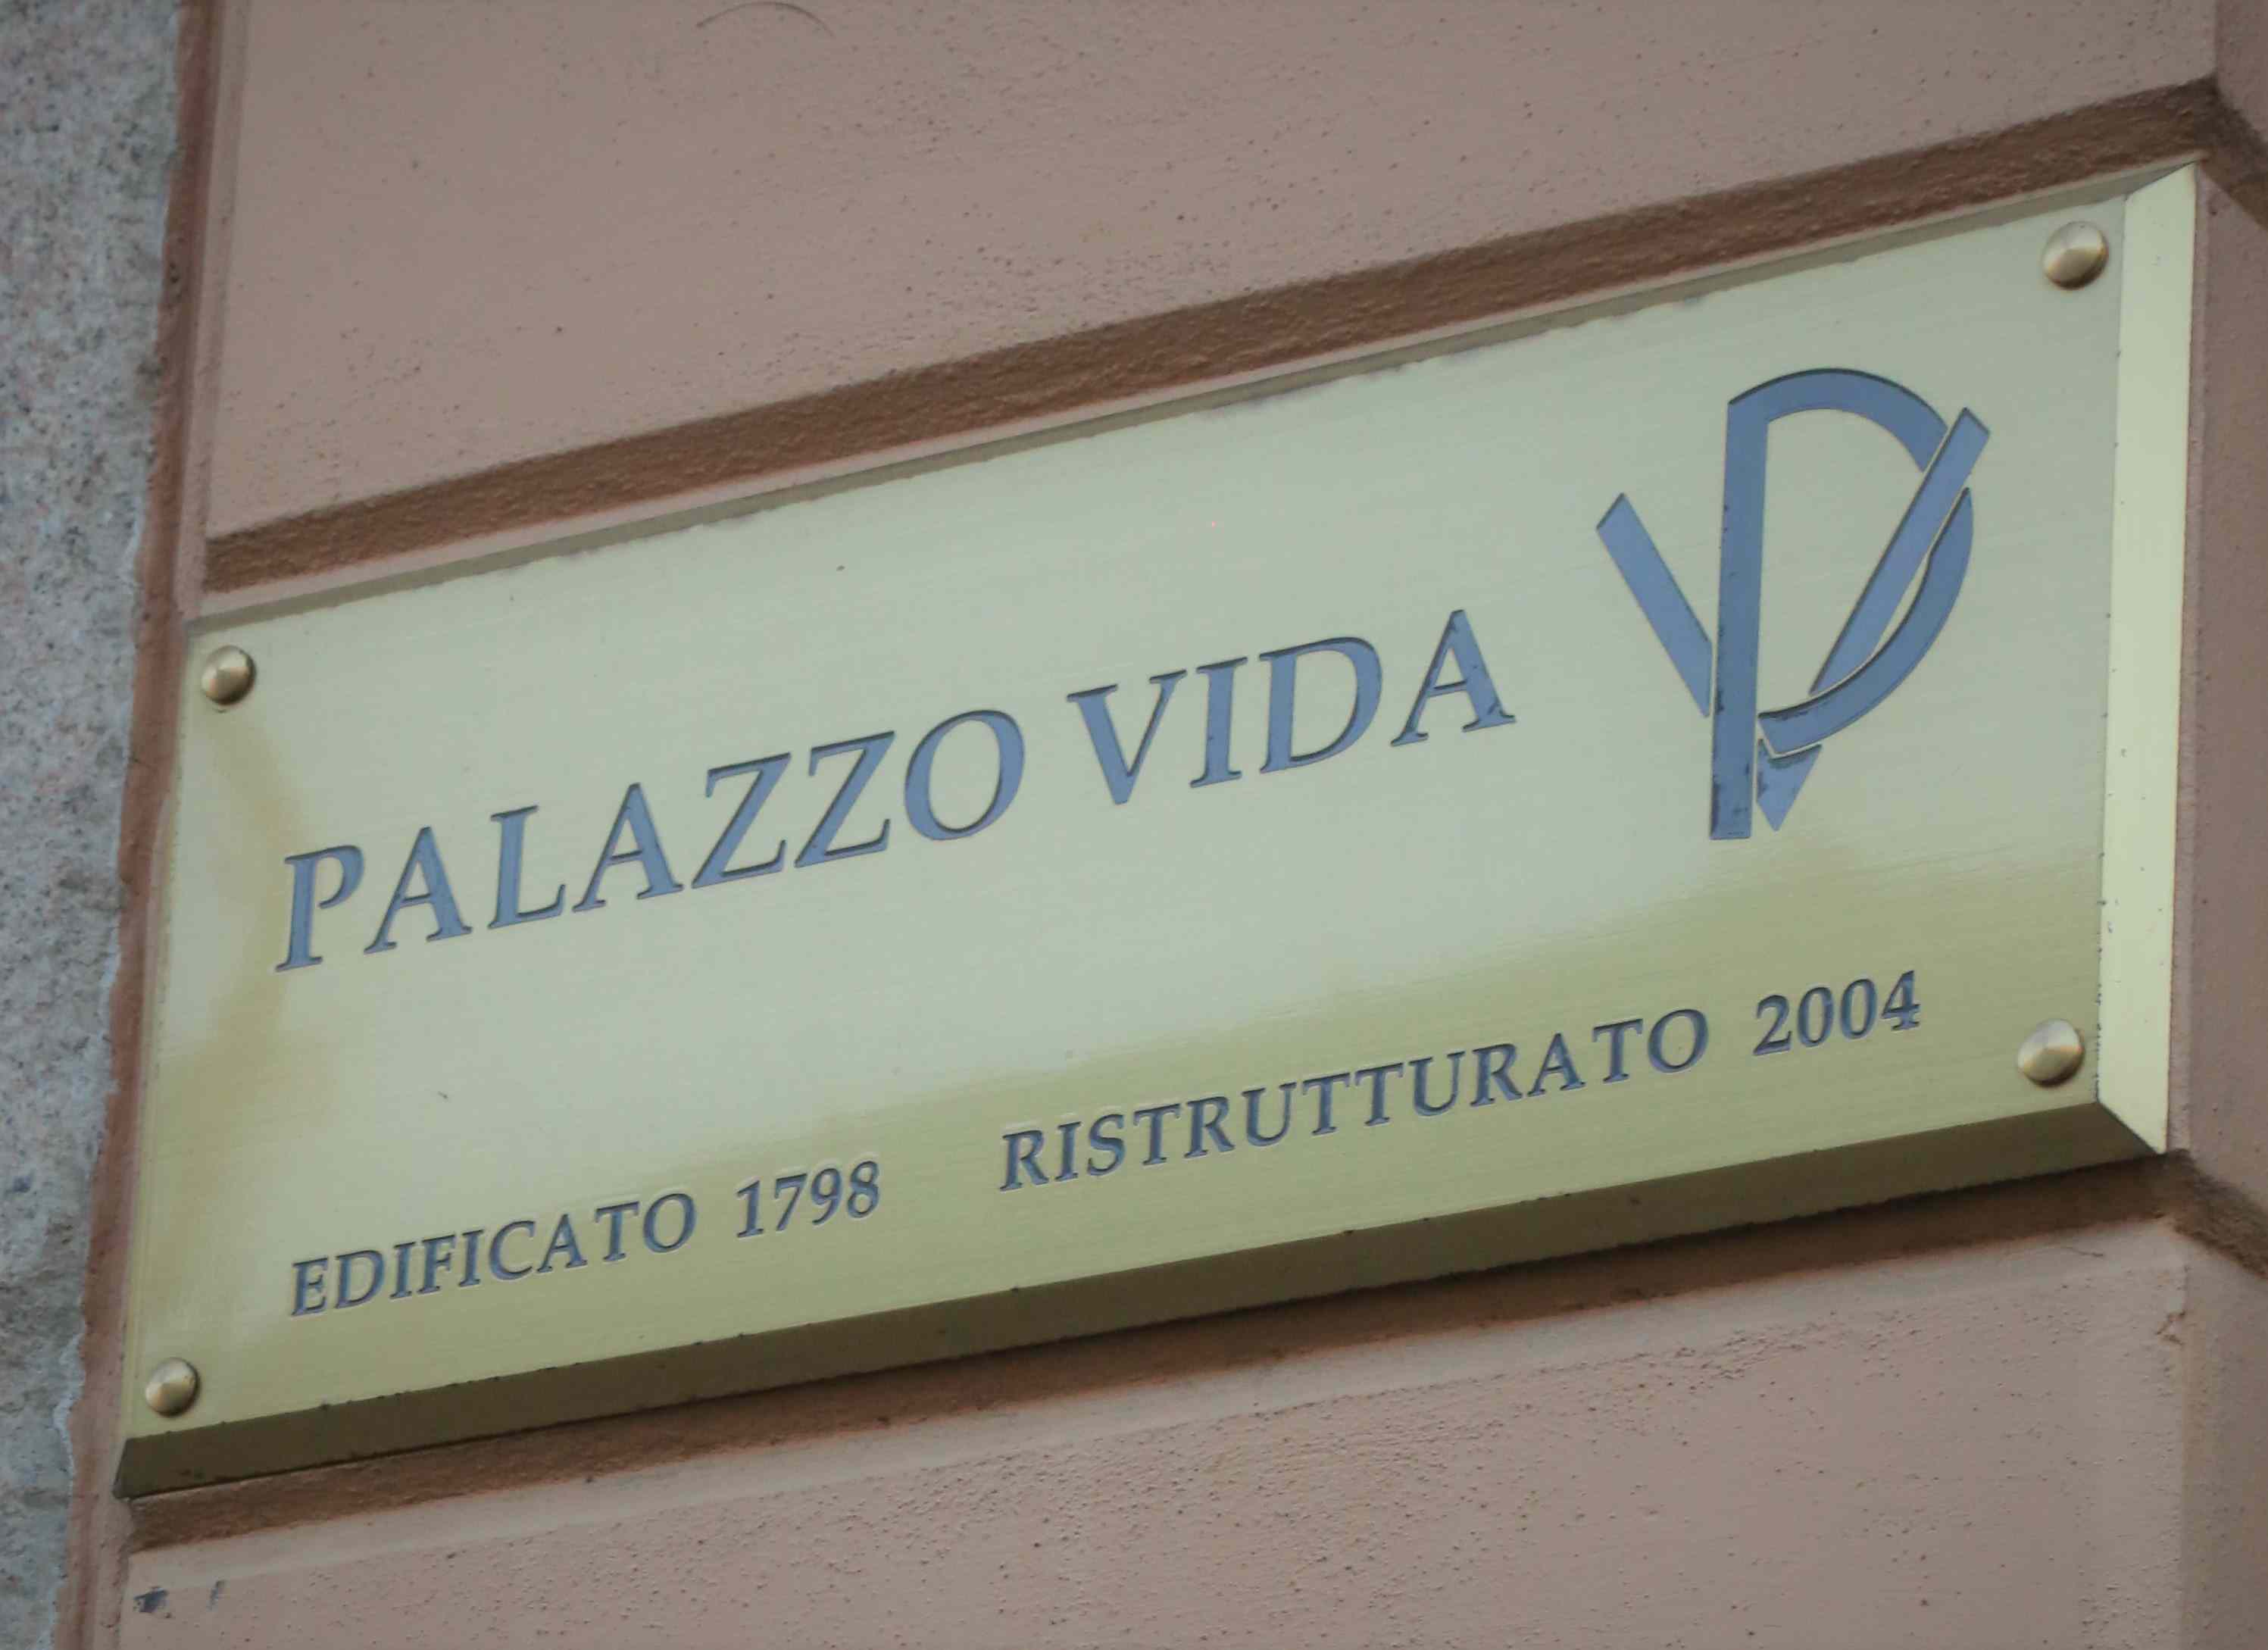 PALAZZO VIDA
EDIFICATO 1798 RISTRUTTURATO 2004